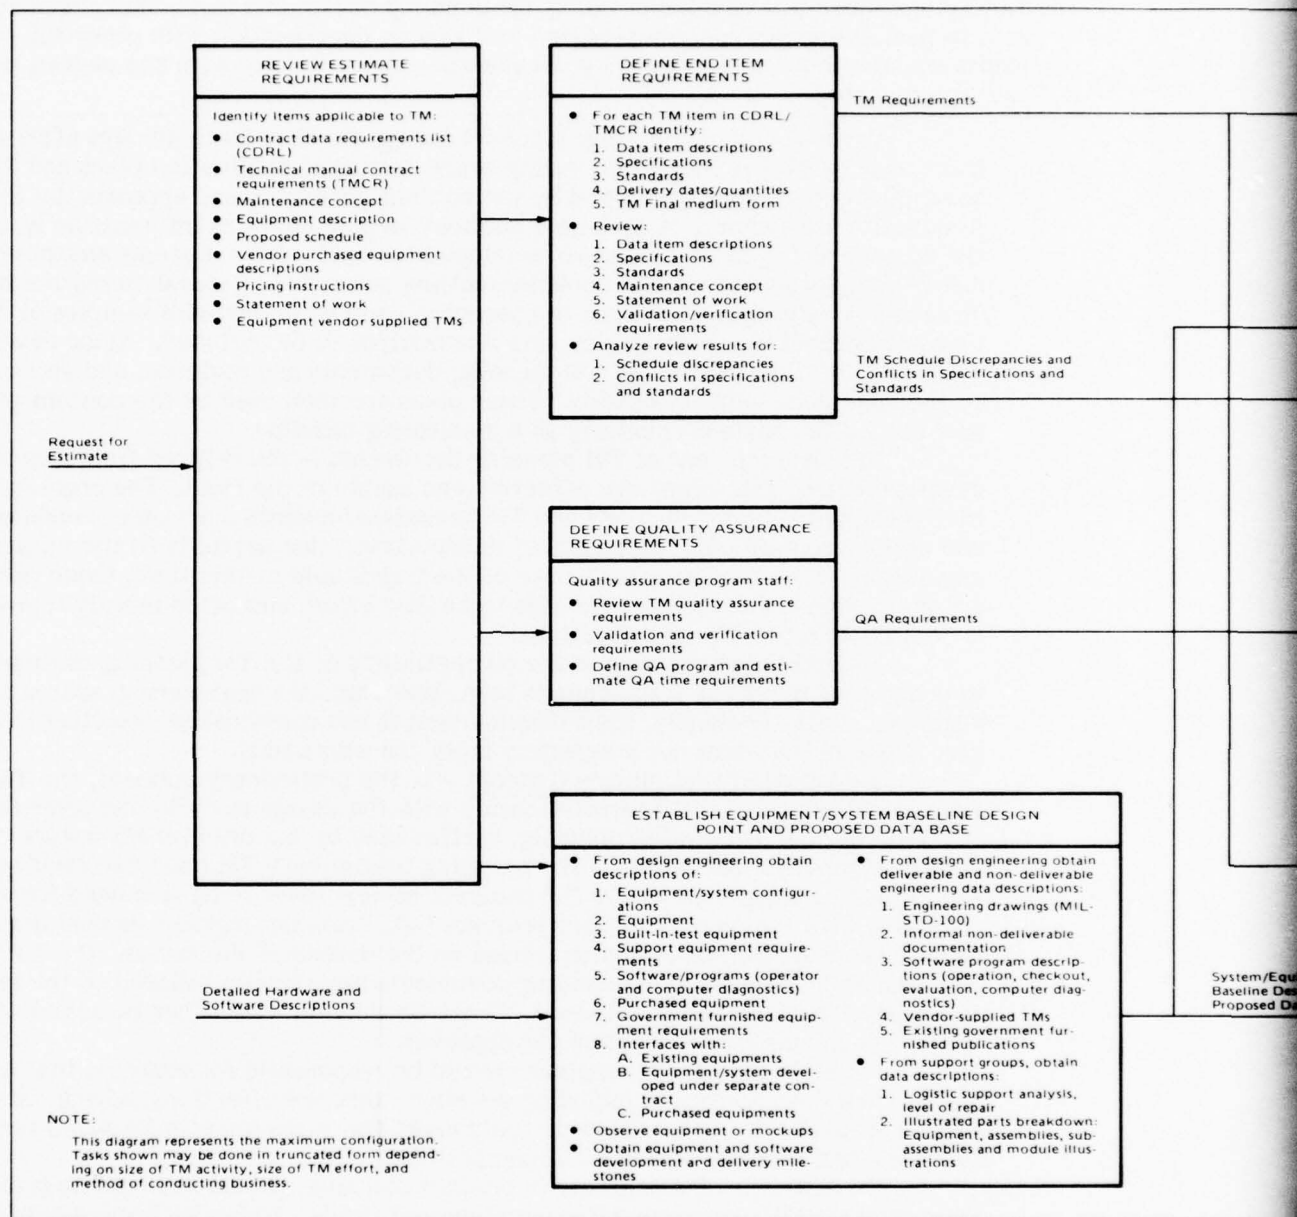 REVIEW ESTIMATE
REQUIREMENTS
Identify items applicable to TM:
● Contract data requirements list
(CDRL)
● Technical manual contract
requirements (TMCR)
● Maintenance concept
● Equipment description
● Proposed schedule
● Vendor purchased equipment
descriptions
● Pricing instructions
● Statement of work
● Equipment vendor supplied TMs
DEFINE END ITEM
REQUIREMENTS
● For each TM item in CDRL/
TMCR identify:
1. Data item descriptions
2. Specifications
3. Standards
4. Delivery dates/quantities
5. TM Final medium form
● Review:
1. Data item descriptions
2. Specifications
3. Standards
4. Maintenance concept
5. Statement of work
6. Validation/verification
requirements
● Analyze review results for:
1. Schedule discrepancies
2. Conflicts in specifications
and standards
TM Requirements
TM Schedule Discrepancies and
Conflicts in Specifications and
Standards
Request for
Estimate
DEFINE QUALITY ASSURANCE
REQUIREMENTS
Quality assurance program staff:
● Review TM quality assurance
requirements
● Validation and verification
requirements
● Define QA program and esti-
mate QA time requirements
QA Requirements
ESTABLISH EQUIPMENT/SYSTEM BASELINE DESIGN
POINT AND PROPOSED DATA BASE
● From design engineering obtain
descriptions of:
1. Equipment/system configur-
ations
2. Equipment
3. Built-In-test equipment
4. Support equipment require-
ments
5. Software/programs (operator
and computer diagnostics)
6. Purchased equipment
7. Government furnished equip-
ment requirements
8. Interfaces with:
A. Existing equipments
B. Equipment/system devel-
oped under separate con-
tract
C. Purchased equipments
● Observe equipment or mockups
● Obtain equipment and software
development and delivery mile-
stones
● From design engineering obtain
deliverable and non-deliverable
engineering data descriptions:
1. Engineering drawings (MIL-
STD-100)
2. Informal non-deliverable
documentation
3. Software program descrip-
tions (operation, checkout,
evaluation, computer diag-
nostics)
4. Vendor-supplied TMs
5. Existing government fur-
nished publications
● From support groups, obtain
data descriptions:
1. Logistic support analysis,
level of repair
2. Illustrated parts breakdown:
Equipment, assemblies, sub-
assemblies and module illus-
trations
Detailed Hardware and
Software Descriptions
System/Equ
Baseline Des
Proposed Da
NOTE:
This diagram represents the maximum configuration.
Tasks shown may be done in truncated form depend-
ing on size of TM activity, size of TM effort, and
method of conducting business.